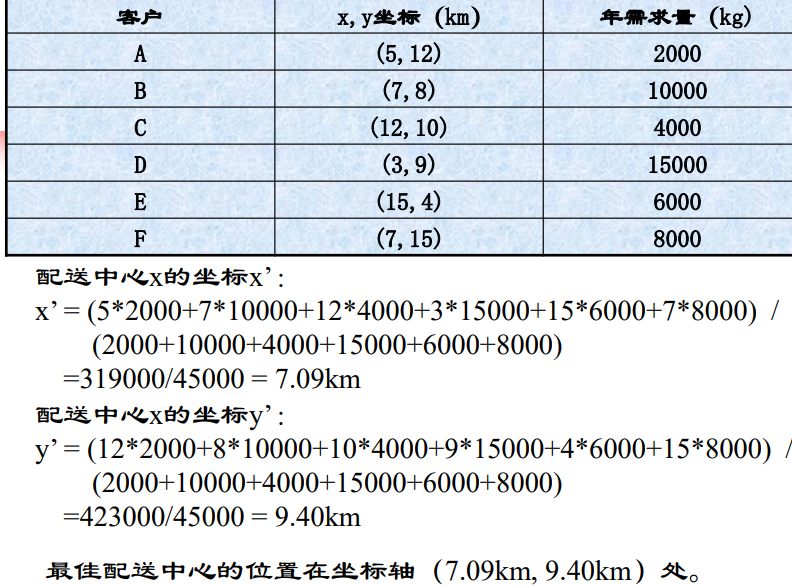 客户 x,y坐标 (km) 年需求量 (kg)
A (5,12) 2000
B (7,8) 10000
C (12,10) 4000
D (3,9) 15000
E (15,4) 6000
F (7,15) 8000
配送中心x的坐标x’:
x’ = (5*2000+7*10000+12*4000+3*15000+15*6000+7*8000) /
(2000+10000+4000+15000+6000+8000)
=319000/45000 = 7.09km
配送中心x的坐标y’:
y’ = (12*2000+8*10000+10*4000+9*15000+4*6000+15*8000) /
(2000+10000+4000+15000+6000+8000)
=423000/45000 = 9.40km
最佳配送中心的位置在坐标轴（7.09km, 9.40km）处。